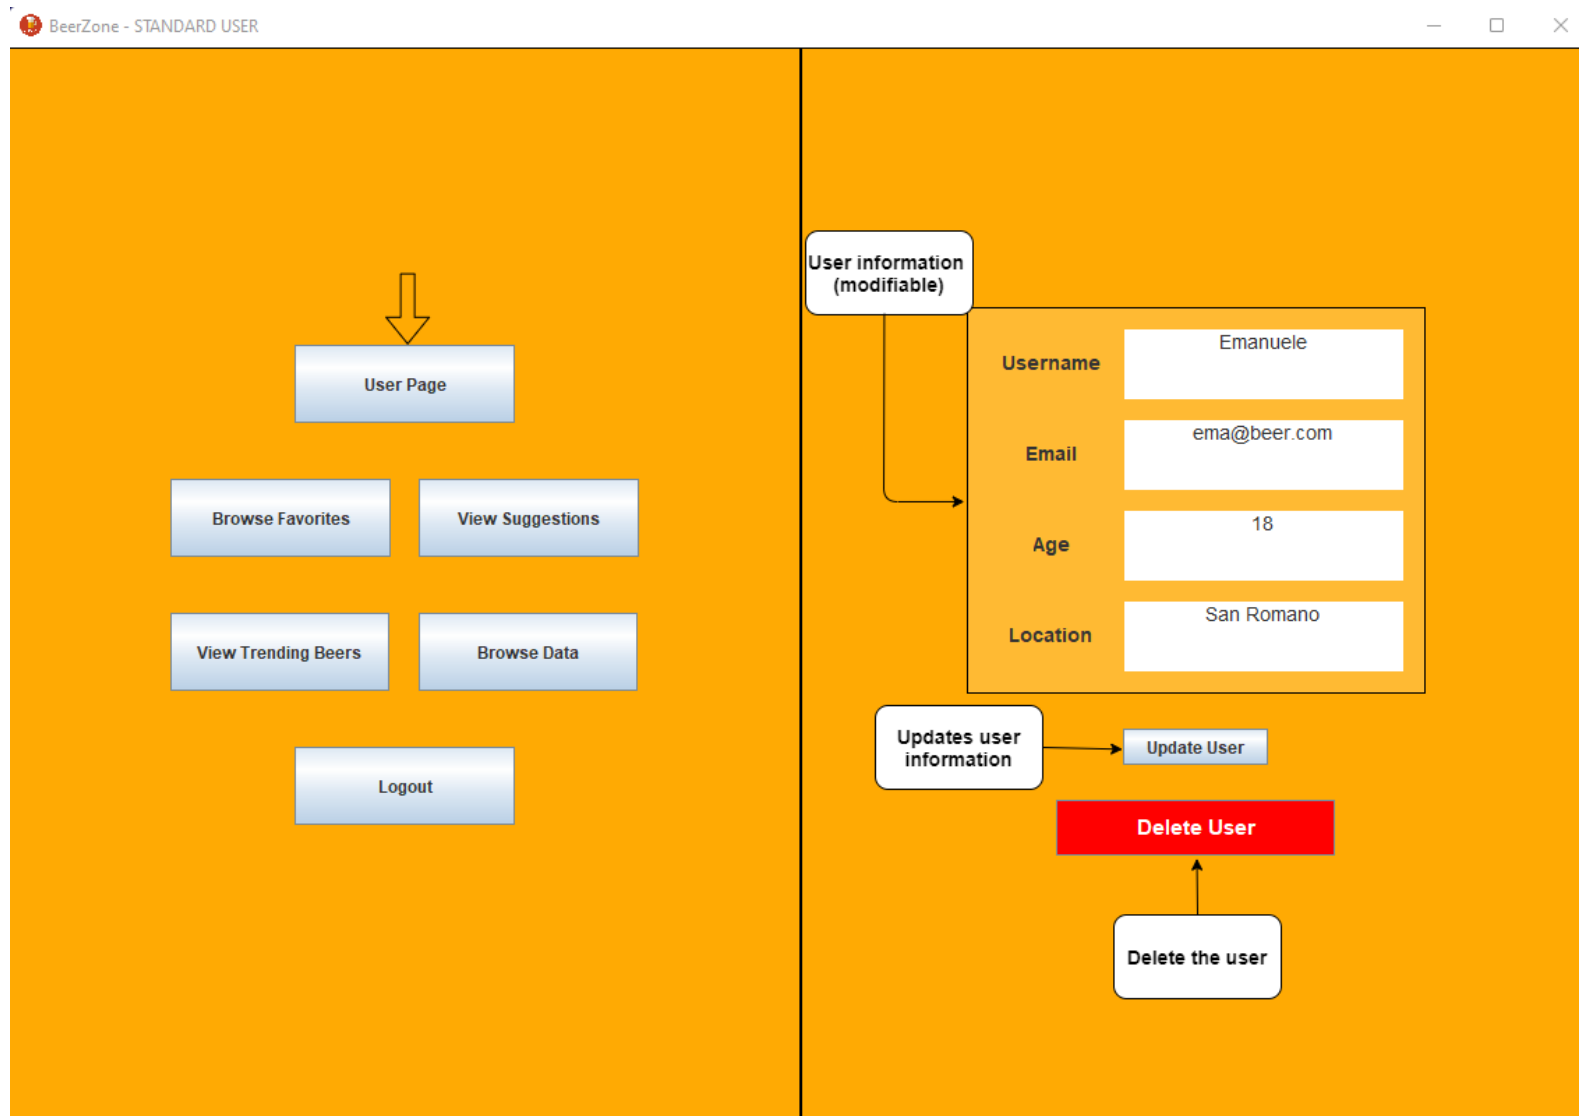 BeerZone - STANDARD USER
User Page
Browse Favorites
View Suggestions
View Trending Beers
Browse Data
Logout
User information
(modifiable)
Username
Emanuele
Email
ema@beer.com
Age
18
Location
San Romano
Updates user
information
Update User
Delete User
Delete the user